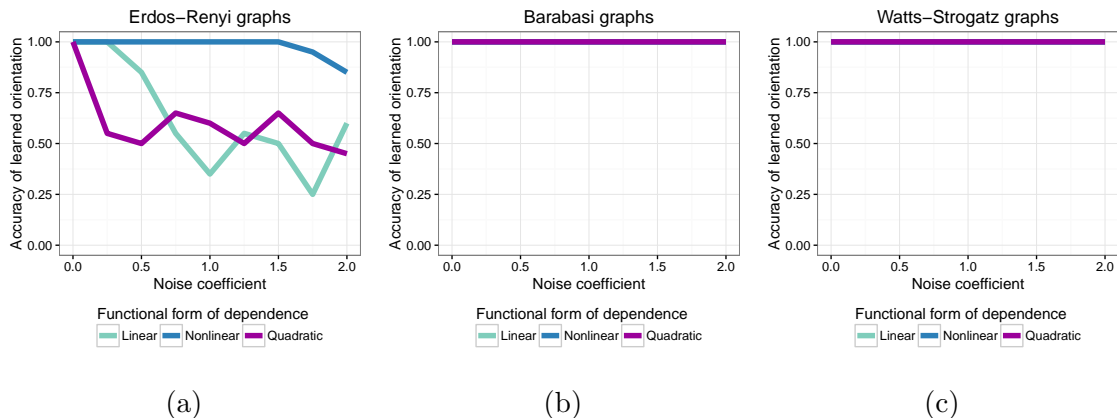 Erdos−Renyi graphs
Accuracy of learned orientation
1.00
0.75
0.50
0.25
0.00
0.0 0.5 1.0 1.5 2.0
Noise coefficient
Functional form of dependence
Linear Nonlinear Quadratic
(a)
Barabasi graphs
Accuracy of learned orientation
1.00
0.75
0.50
0.25
0.00
0.0 0.5 1.0 1.5 2.0
Noise coefficient
Functional form of dependence
Linear Nonlinear Quadratic
(b)
Watts−Strogatz graphs
Accuracy of learned orientation
1.00
0.75
0.50
0.25
0.00
0.0 0.5 1.0 1.5 2.0
Noise coefficient
Functional form of dependence
Linear Nonlinear Quadratic
(c)